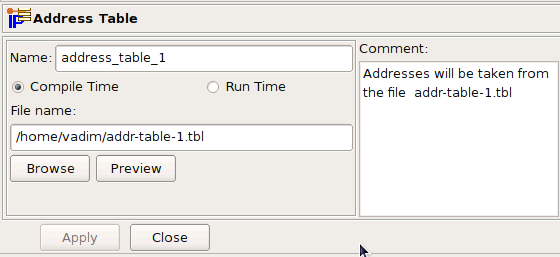 Address Table
Name: address_table_1
Compile Time Run Time
File name:
/home/vadim/addr-table-1.tbl
Browse Preview
Comment:
Addresses will be taken from
the file  addr-table-1.tbl
Apply Close